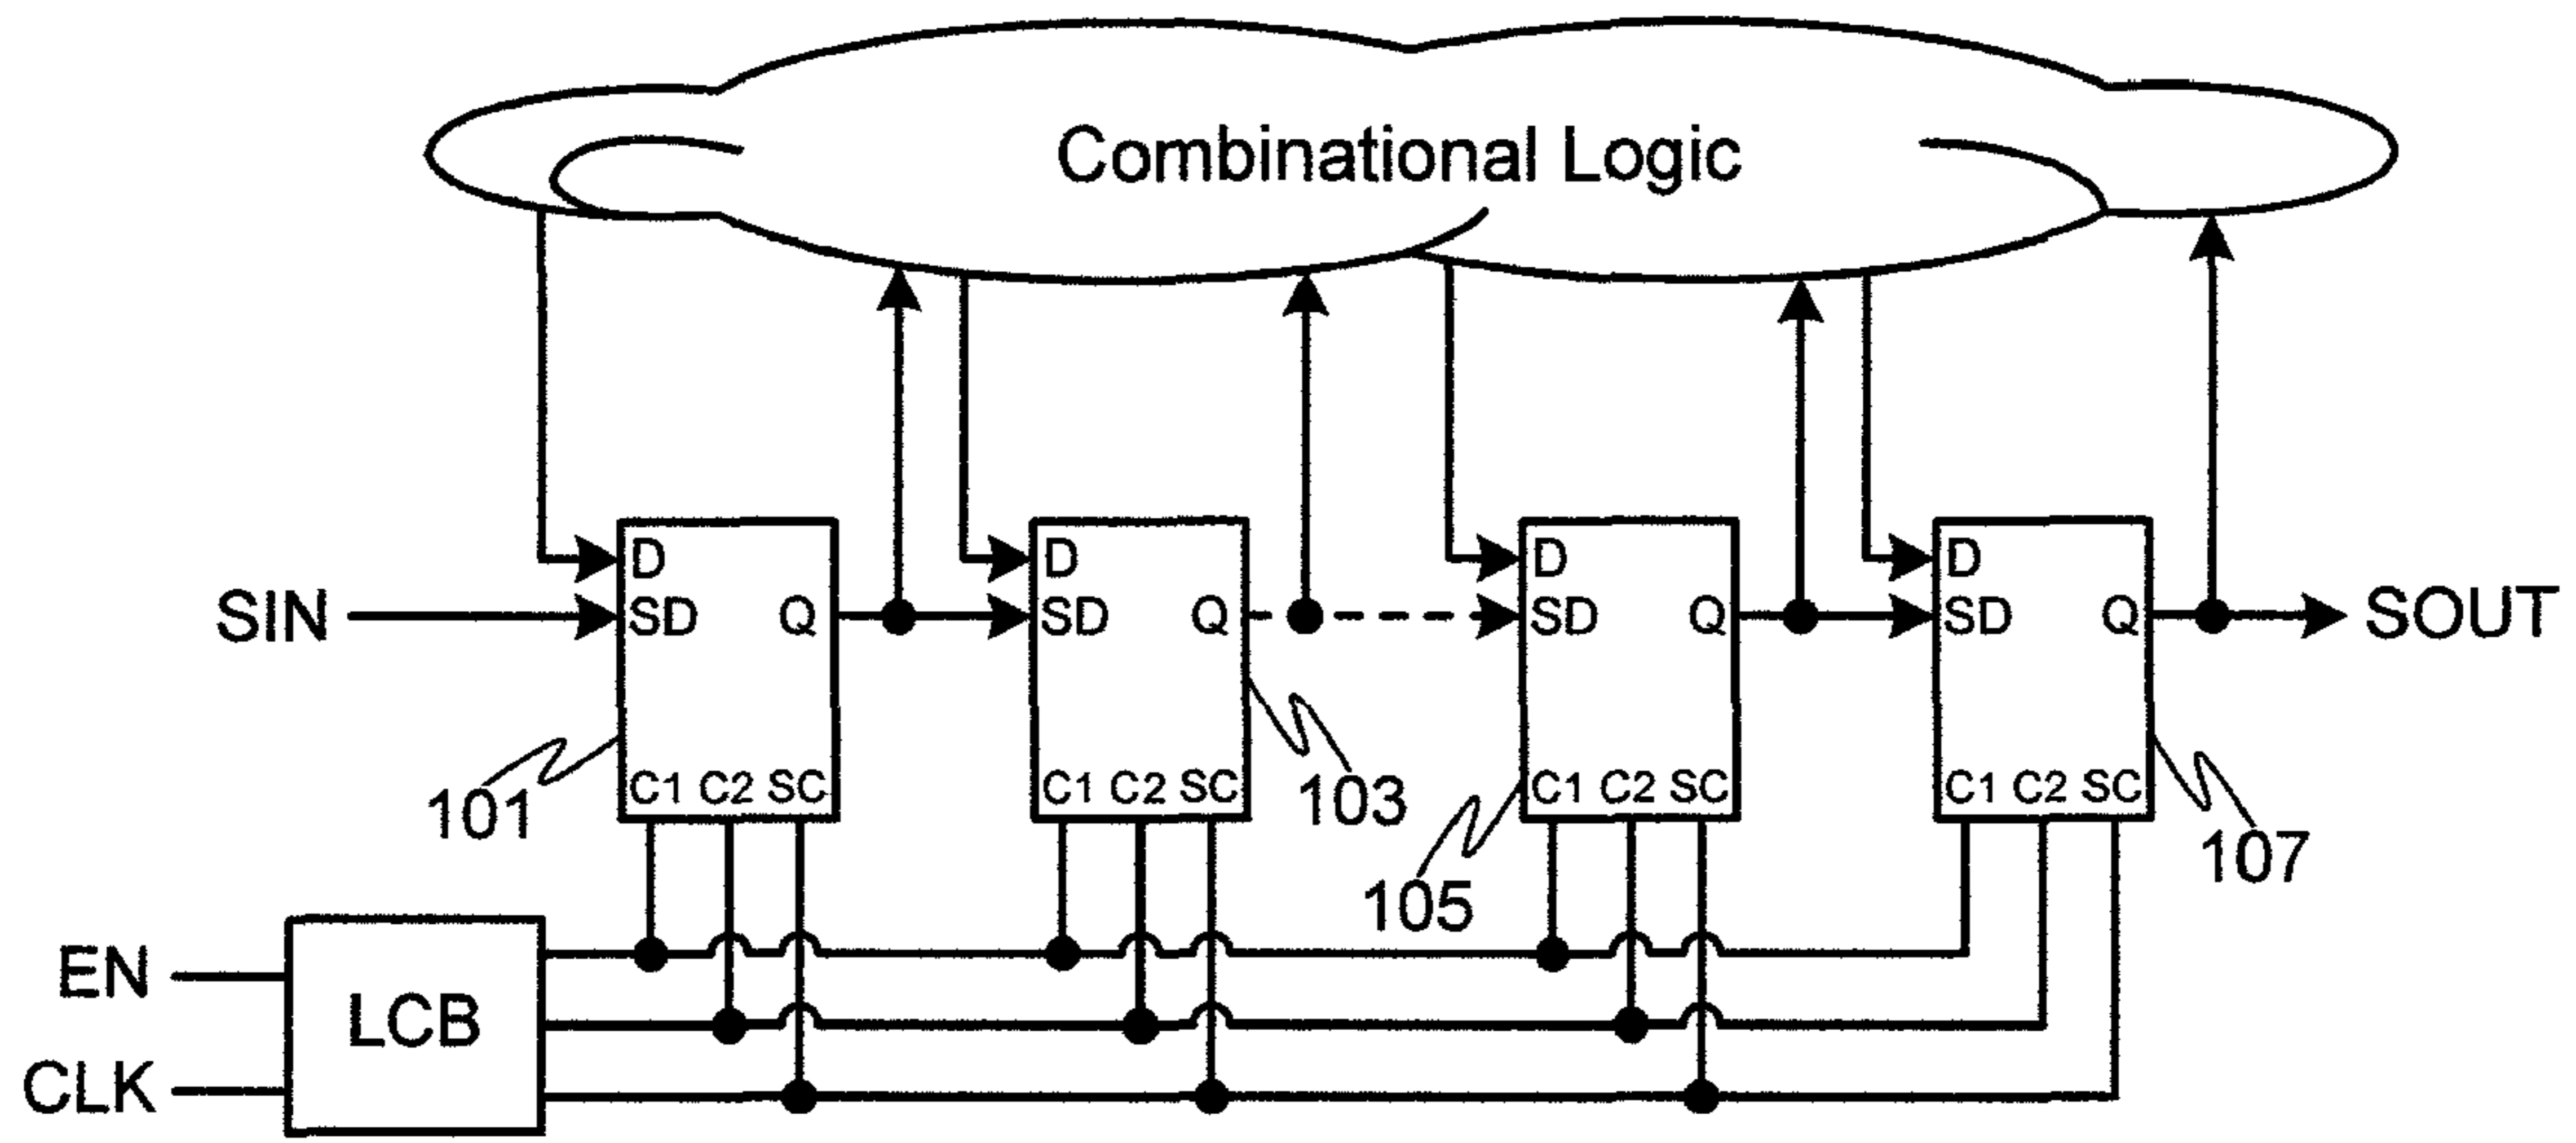 Combinational Logic
D D D D
SIN SD Q SD Q SD Q SD Q SOUT
C1 C2 SC C1 C2 SC C1 C2 SC C1 C2 SC
101 103 105 107
EN
LCB
CLK